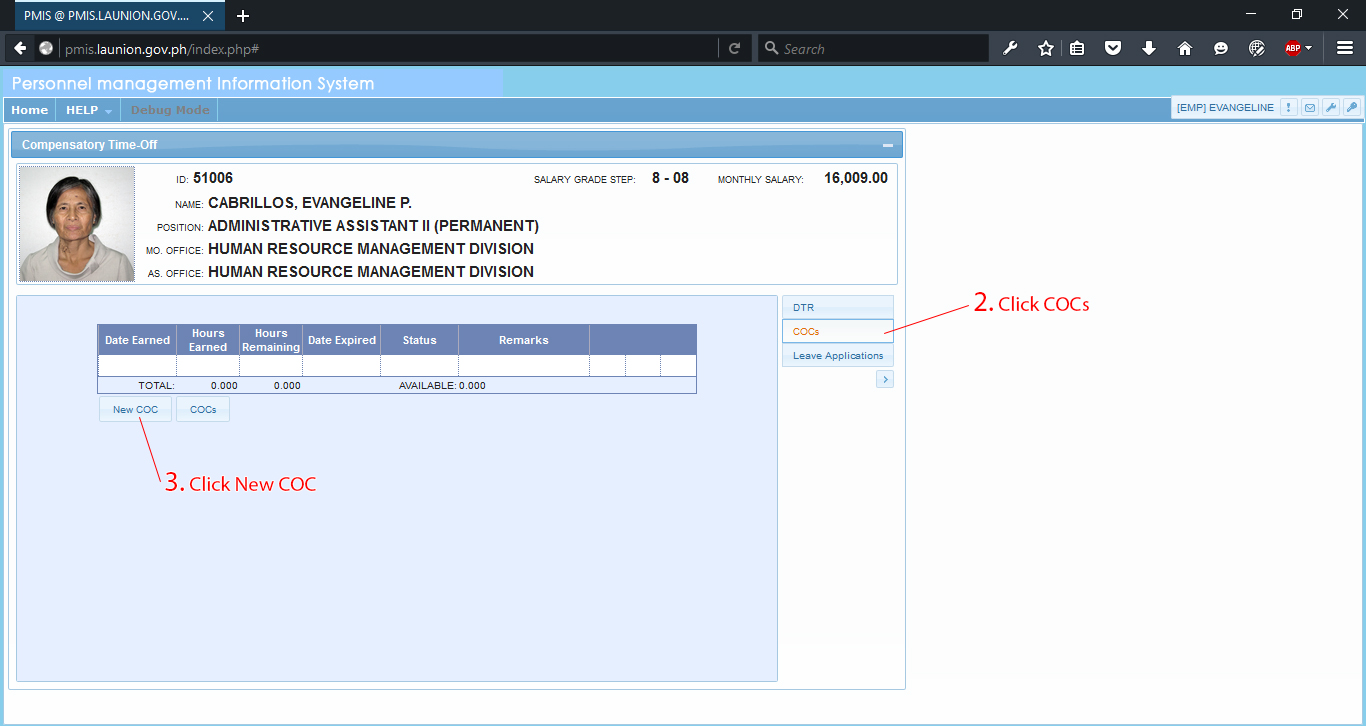 PMIS @ PMIS.LAUNION.GOV....
pmis.launion.gov.ph/index.php#
Search
ABP
Personnel management Information System
Home HELP Debug Mode
[EMP] EVANGELINE
Compensatory Time-Off
ID: 51006 SALARY GRADE STEP: 8 - 08 MONTHLY SALARY: 16,009.00
NAME: CABRILLOS, EVANGELINE P.
POSITION: ADMINISTRATIVE ASSISTANT II (PERMANENT)
MO. OFFICE: HUMAN RESOURCE MANAGEMENT DIVISION
AS. OFFICE: HUMAN RESOURCE MANAGEMENT DIVISION
DTR
COCs
Leave Applications
2. Click COCs
Date Earned Hours Earned Hours Remaining Date Expired Status Remarks
TOTAL: 0.000 0.000 AVAILABLE: 0.000
New COC COCs
3. Click New COC